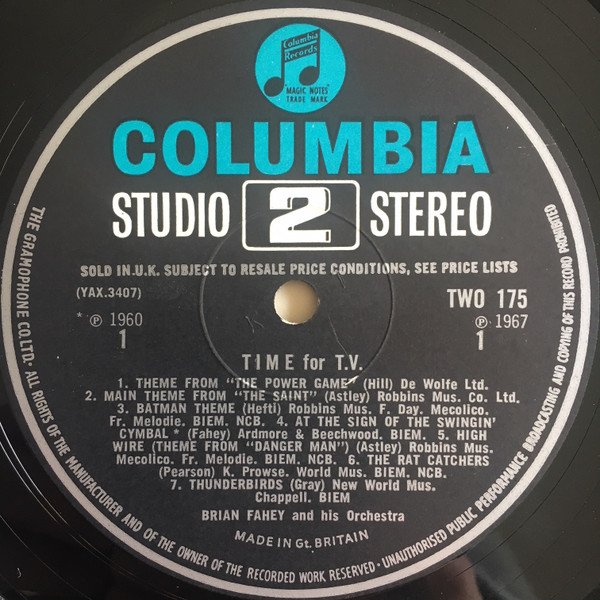 Columbia
Records
"MAGIC NOTES"
TRADE MARK
COLUMBIA
STUDIO 2 STEREO
SOLD IN U.K. SUBJECT TO RESALE PRICE CONDITIONS, SEE PRICE LISTS
(YAX.3407) TWO 175
* ℗ 1960 ℗ 1967
1 1
TIME for T.V.
1. THEME FROM "THE POWER GAME" (Hill) De Wolfe Ltd.
2. MAIN THEME FROM "THE SAINT" (Astley) Robbins Mus. Co. Ltd.
3. BATMAN THEME (Hefti) Robbins Mus. F. Day. Mecolico.
Fr. Melodie. BIEM. NCB. 4. AT THE SIGN OF THE SWINGIN'
CYMBAL * (Fahey) Ardmore & Beechwood. BIEM. 5. HIGH
WIRE (THEME FROM "DANGER MAN") (Astley) Robbins Mus.
Mecolico. Fr. Melodie. BIEM. NCB. 6. THE RAT CATCHERS
(Pearson) K. Prowse. World Mus. BIEM. NCB.
7. THUNDERBIRDS (Gray) New World Mus.
Chappell. BIEM
BRIAN FAHEY and his Orchestra
MADE IN Gt. BRITAIN
THE GRAMOPHONE CO. LTD. · ALL RIGHTS OF THE MANUFACTURER AND OF THE OWNER OF THE RECORDED WORK RESERVED · UNAUTHORISED PUBLIC PERFORMANCE BROADCASTING AND COPYING OF THIS RECORD PROHIBITED